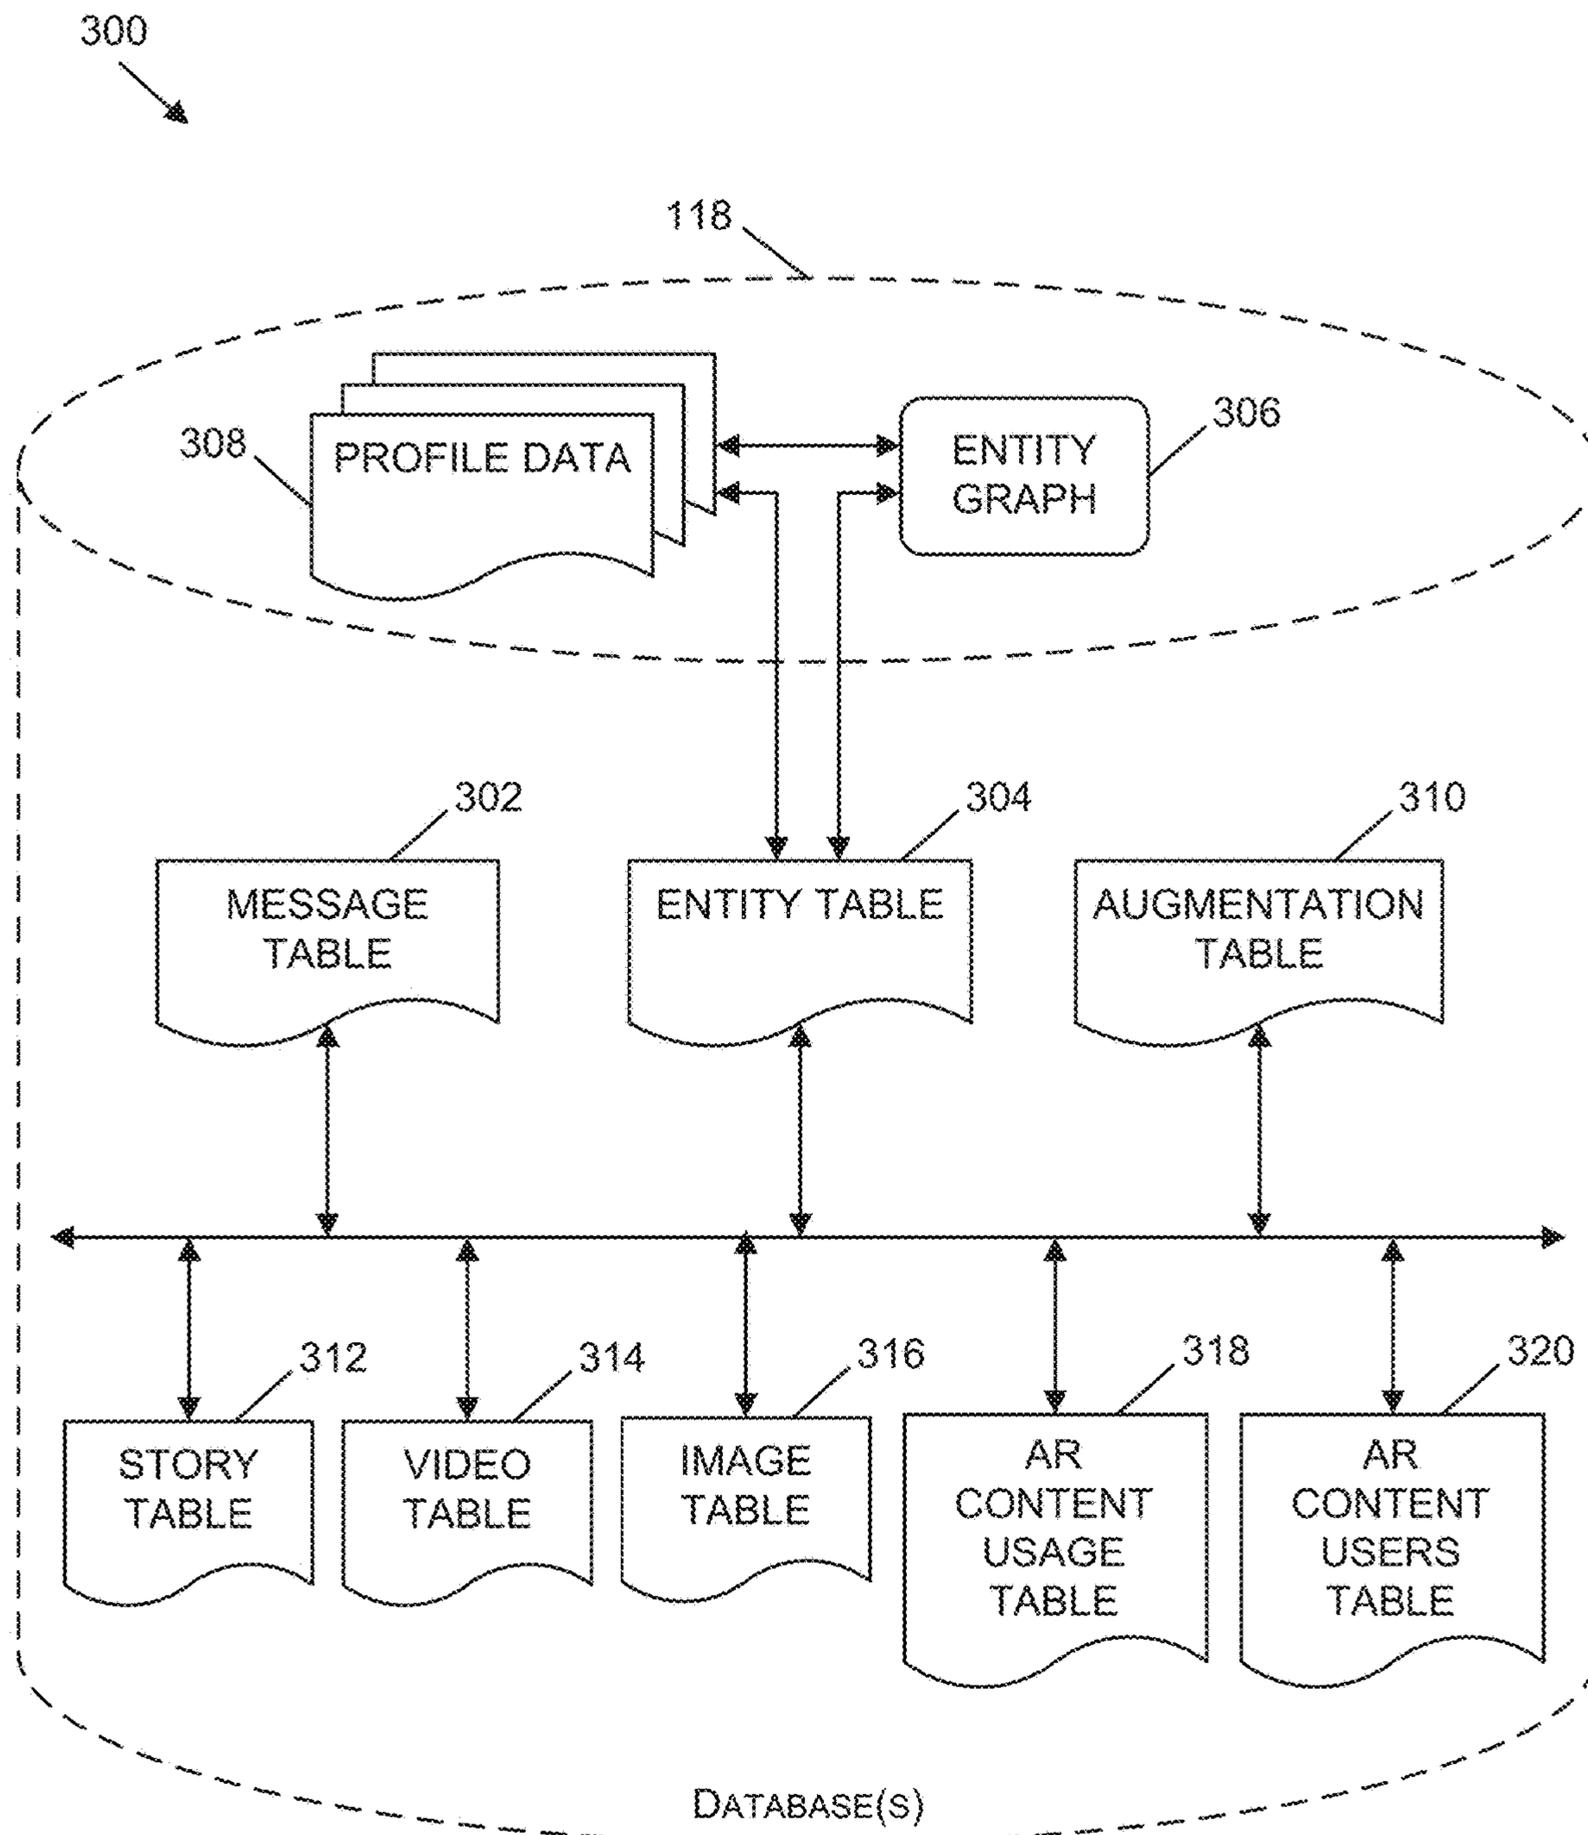 300
118
308
PROFILE DATA
ENTITY
GRAPH
306
302
304
310
MESSAGE
TABLE
ENTITY TABLE
AUGMENTATION
TABLE
312
314
316
318
320
STORY
TABLE
VIDEO
TABLE
IMAGE
TABLE
AR
CONTENT
USAGE
TABLE
AR
CONTENT
USERS
TABLE
DATABASE(S)